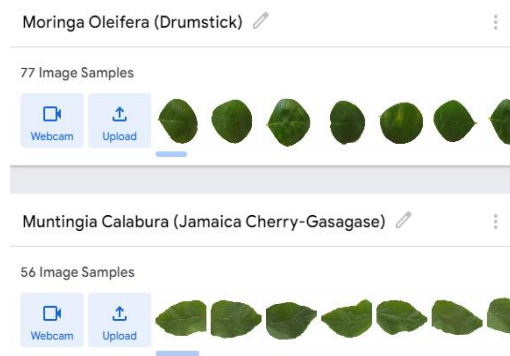 Moringa Oleifera (Drumstick)
77 Image Samples
Webcam Upload
Muntingia Calabura (Jamaica Cherry-Gasagase)
56 Image Samples
Webcam Upload